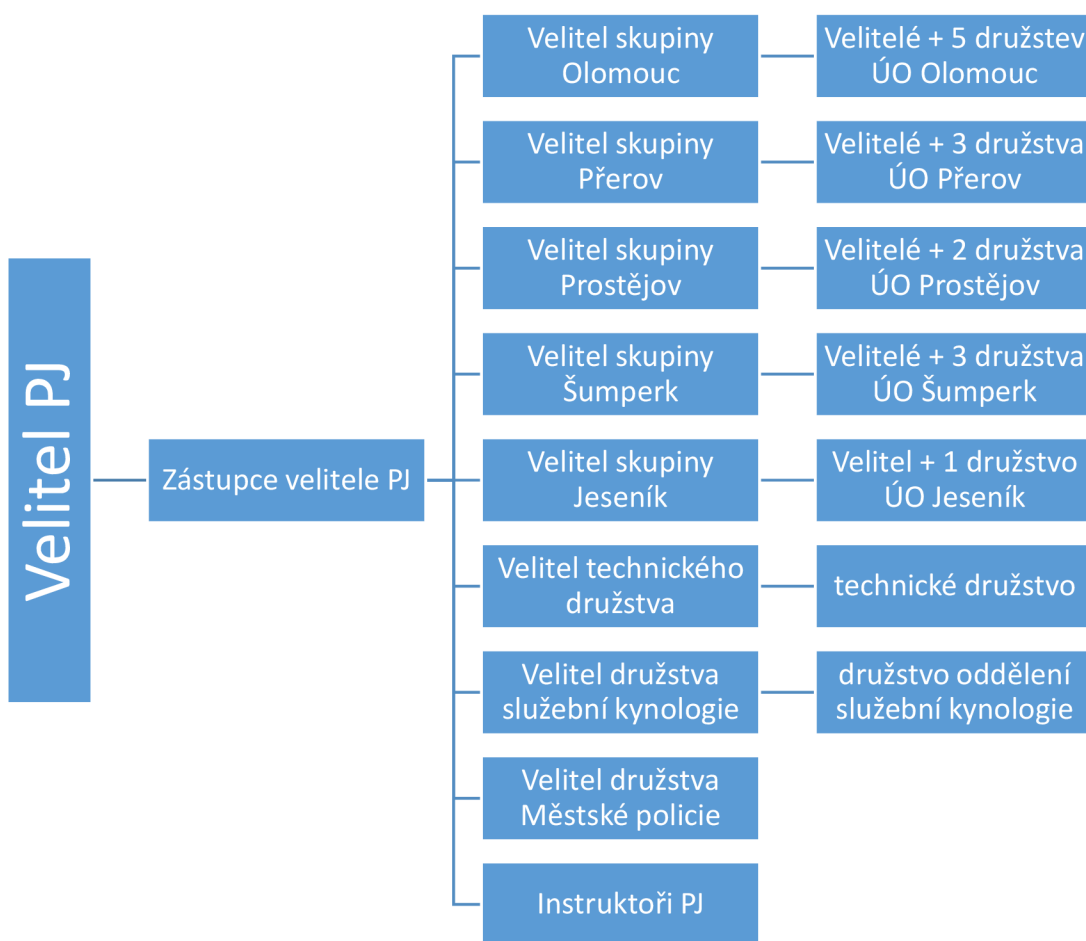 Velitel PJ
Zástupce velitele PJ
Velitel skupiny
Olomouc
Velitelé + 5 družstev
ÚO Olomouc
Velitel skupiny
Přerov
Velitelé + 3 družstva
ÚO Přerov
Velitel skupiny
Prostějov
Velitelé + 2 družstva
ÚO Prostějov
Velitel skupiny
Šumperk
Velitelé + 3 družstva
ÚO Šumperk
Velitel skupiny
Jeseník
Velitel + 1 družstvo
ÚO Jeseník
Velitel technického
družstva
technické družstvo
Velitel družstva
služební kynologie
družstvo oddělení
služební kynologie
Velitel družstva
Městské policie
Instruktoři PJ